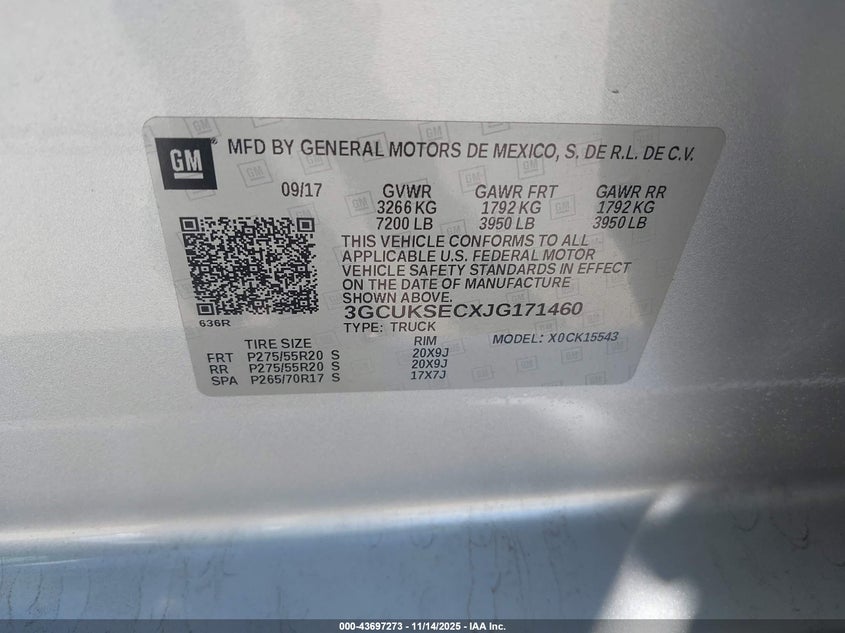 GM
MFD BY GENERAL MOTORS DE MEXICO, S. DE R.L. DE C.V.
09/17 GVWR GAWR FRT GAWR RR
3266 KG 1792 KG 1792 KG
7200 LB 3950 LB 3950 LB
THIS VEHICLE CONFORMS TO ALL
APPLICABLE U.S. FEDERAL MOTOR
VEHICLE SAFETY STANDARDS IN EFFECT
ON THE DATE OF MANUFACTURE
SHOWN ABOVE.
3GCUKSECXJG171460
636R
TYPE: TRUCK
TIRE SIZE RIM MODEL: X0CK15543
FRT P275/55R20 S 20X9J
RR P275/55R20 S 20X9J
SPA P265/70R17 S 17X7J
000-43697273 - 11/14/2025 - IAA Inc.